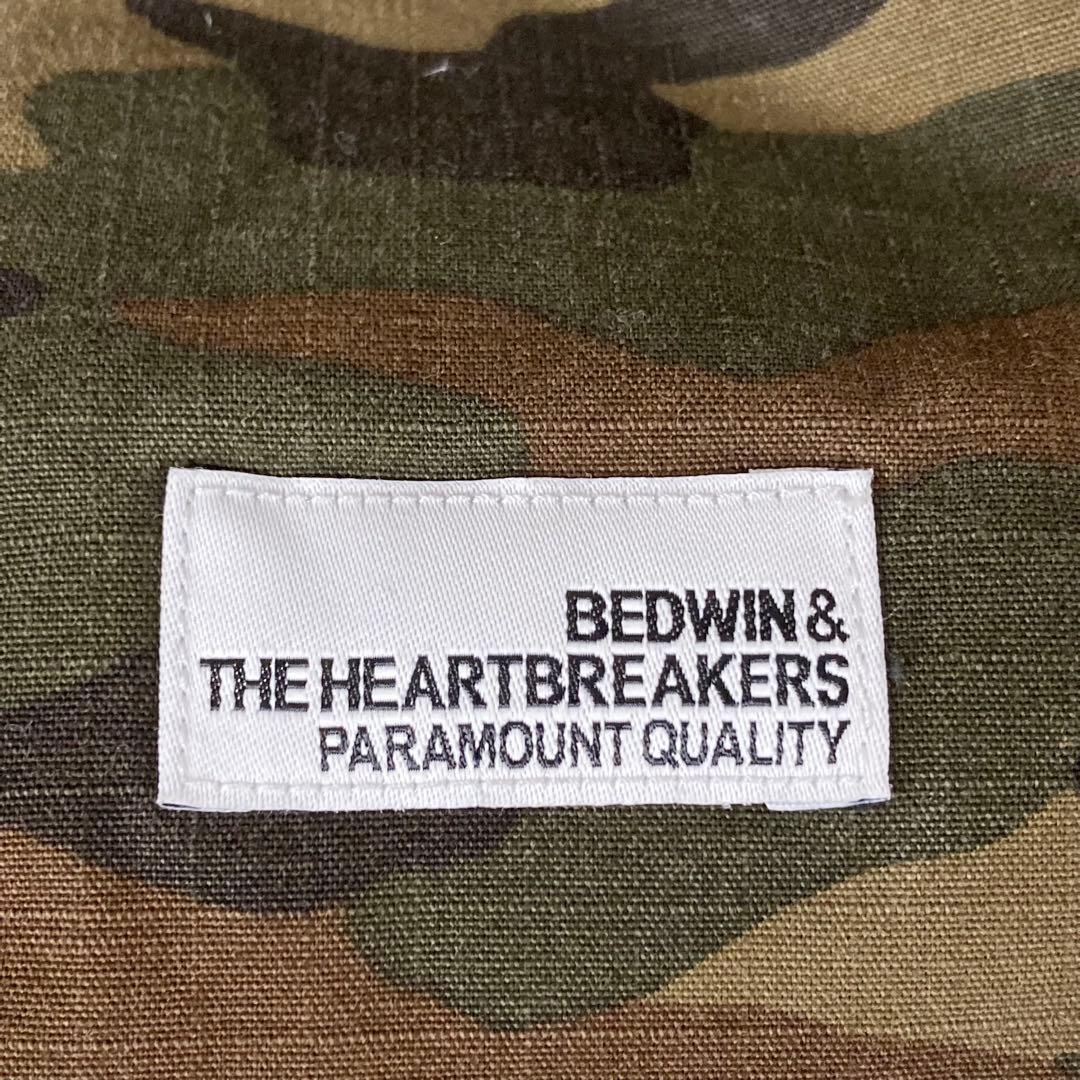 BEDWIN &
THE HEARTBREAKERS
PARAMOUNT QUALITY